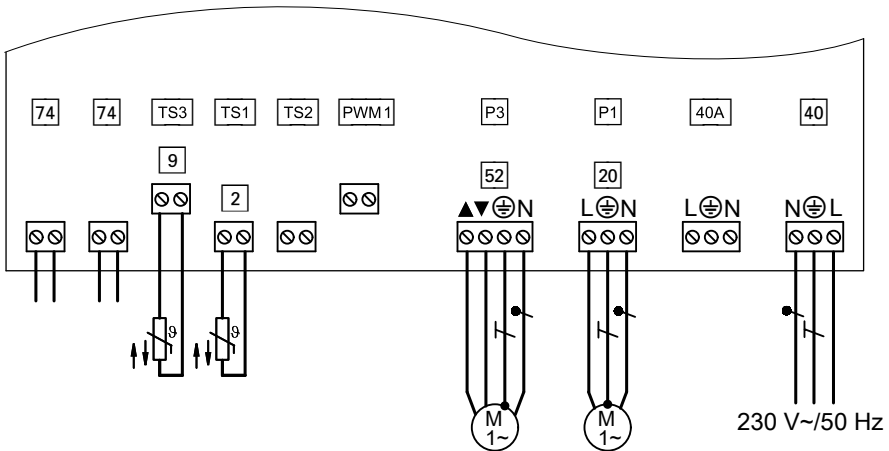 74 74 TS3 TS1 TS2 PWM1 P3 P1 40A 40
9 52 20
2
▲▼⏚N L⏚N L⏚N N⏚L
ϑ ϑ
M M
1~ 1~
230 V~/50 Hz